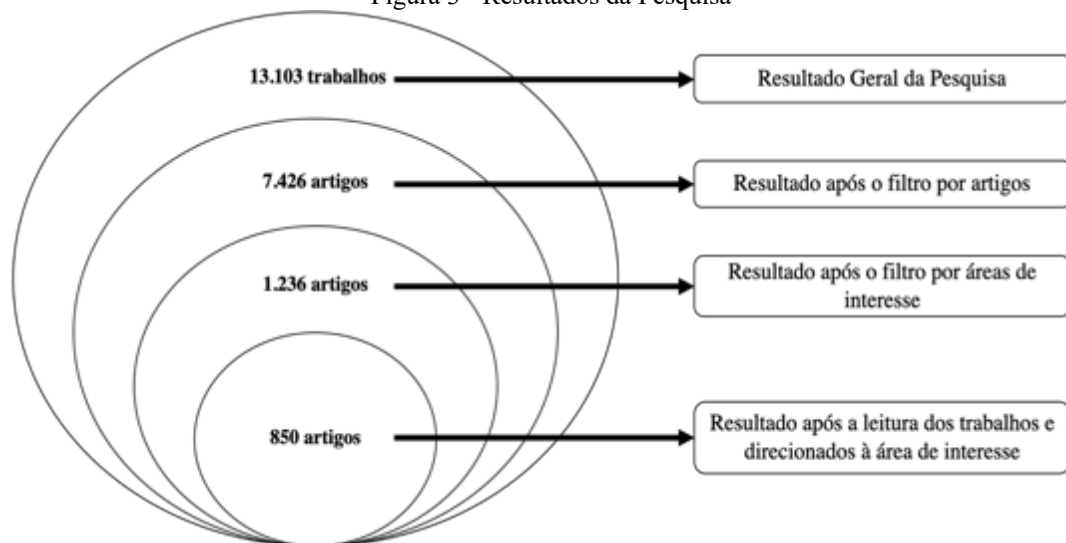 Resultados da Pesquisa
13.103 trabalhos
Resultado Geral da Pesquisa
7.426 artigos
Resultado após o filtro por artigos
1.236 artigos
Resultado após o filtro por áreas de
interesse
850 artigos
Resultado após a leitura dos trabalhos e
direcionados à área de interesse